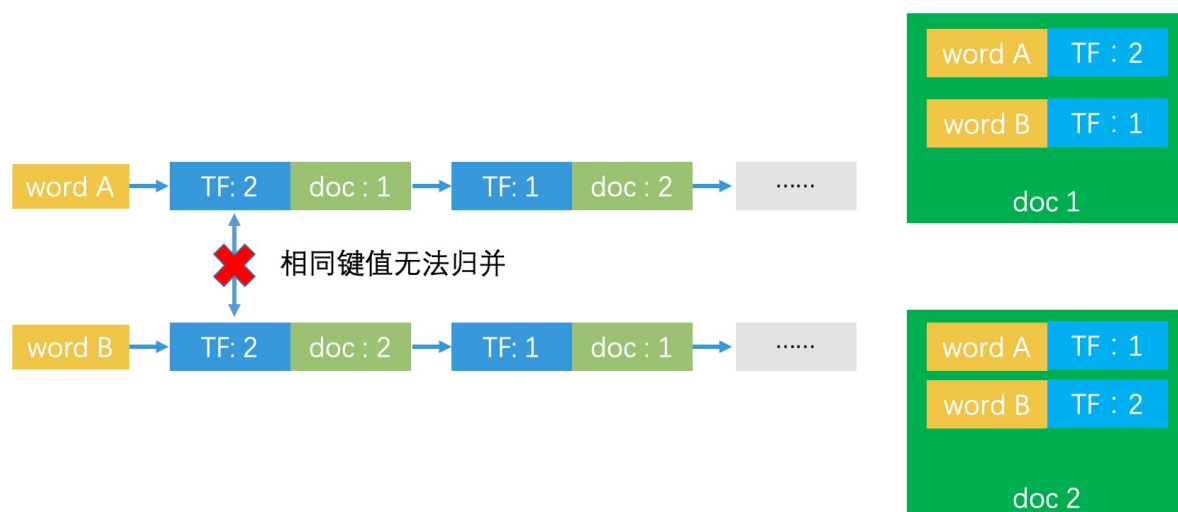 word A TF: 2 doc : 1 TF: 1 doc : 2 ……
相同键值无法归并
word B TF: 2 doc : 2 TF: 1 doc : 1 ……
word A TF：2
word B TF：1
doc 1
word A TF：1
word B TF：2
doc 2